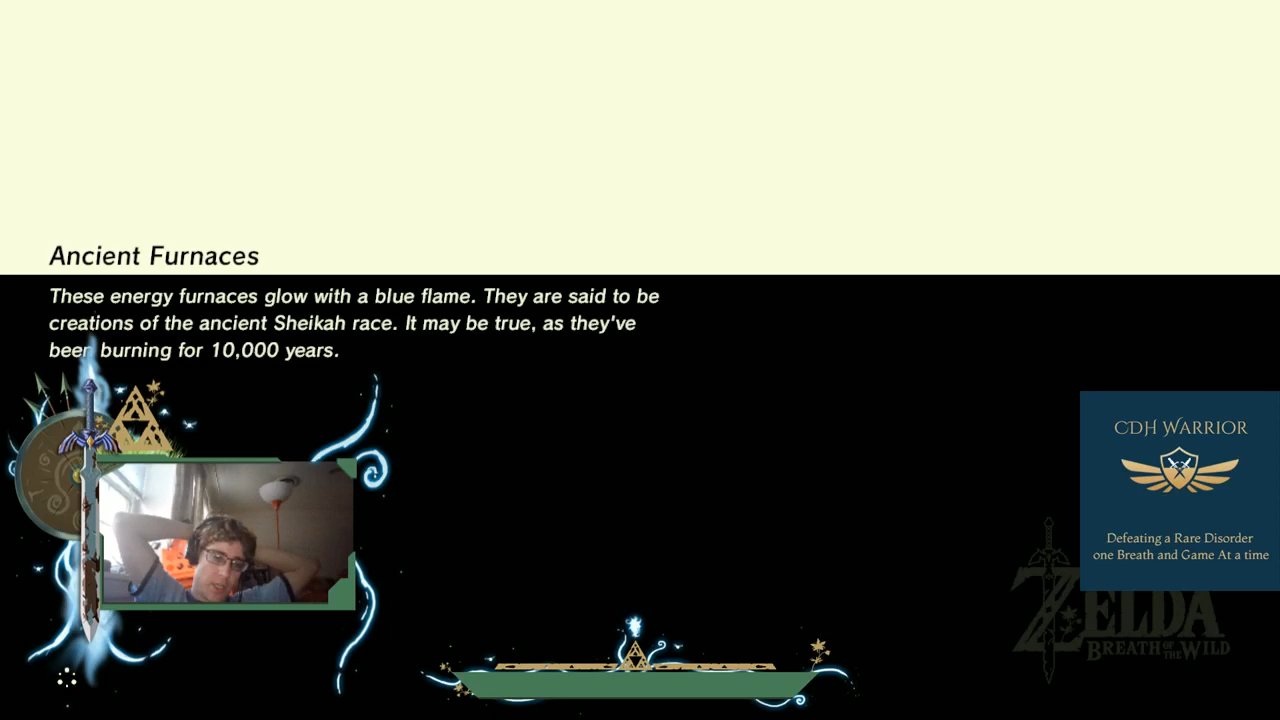 Ancient Furnaces
These energy furnaces glow with a blue flame. They are said to be
creations of the ancient Sheikah race. It may be true, as they've
been burning for 10,000 years.
CDH WARRIOR
Defeating a Rare Disorder
one Breath and Game At a time
ZELDA
BREATH OF THE WILD